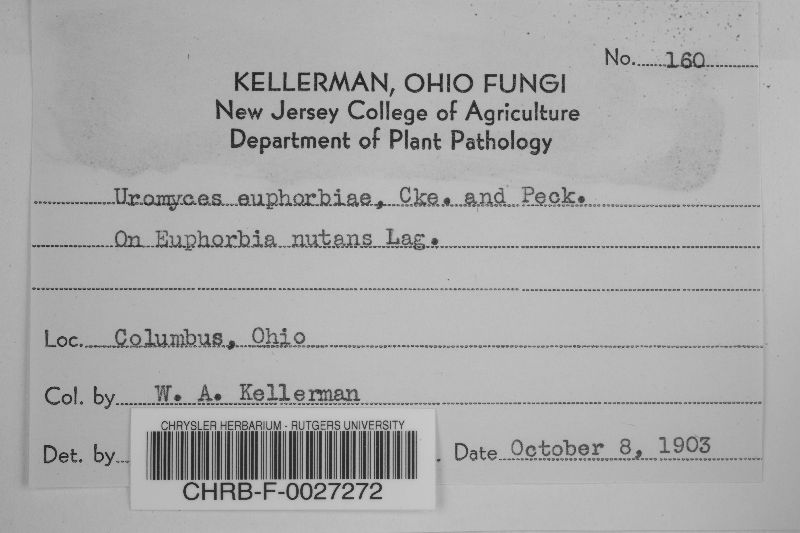 No. 160
KELLERMAN, OHIO FUNGI
New Jersey College of Agriculture
Department of Plant Pathology
Uromyces euphorbiae, Cke. and Peck.
On Euphorbia nutans Lag.
Loc. Columbus, Ohio
Col. by W. A. Kellerman
CHRYSLER HERBARIUM - RUTGERS UNIVERSITY
Det. by . Date October 8, 1903
CHRB-F-0027272